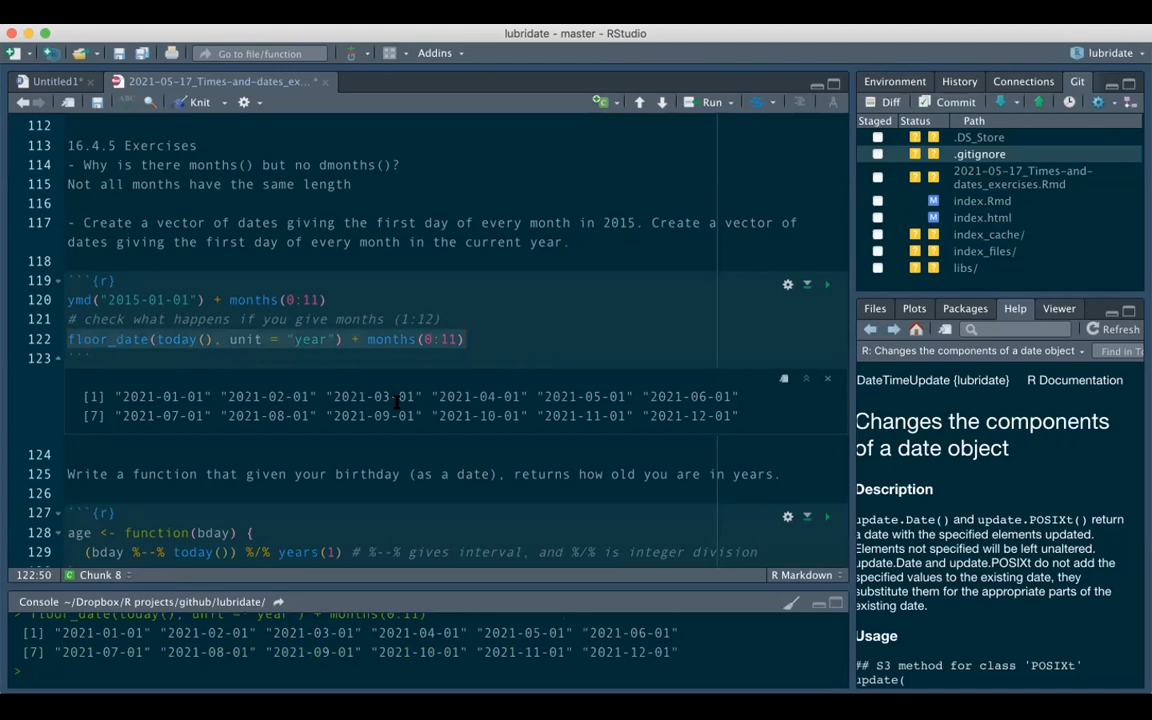 lubridate - master - RStudio
Go to file/function
Addins
lubridate
Untitled1*
2021-05-17_Times-and-dates_ex...*
Knit
Run
112
113 16.4.5 Exercises
114 - Why is there months() but no dmonths()?
115 Not all months have the same length
116
117 - Create a vector of dates giving the first day of every month in 2015. Create a vector of
dates giving the first day of every month in the current year.
118
119 ```{r}
120 ymd("2015-01-01") + months(0:11)
121 # check what happens if you give months (1:12)
122 floor_date(today(), unit = "year") + months(0:11)
123 ```
[1] "2021-01-01" "2021-02-01" "2021-03-01" "2021-04-01" "2021-05-01" "2021-06-01"
[7] "2021-07-01" "2021-08-01" "2021-09-01" "2021-10-01" "2021-11-01" "2021-12-01"
124
125 Write a function that given your birthday (as a date), returns how old you are in years.
126
127 ```{r}
128 age <- function(bday) {
129 (bday %--% today()) %/% years(1) # %--% gives interval, and %/% is integer division
122:50 Chunk 8 R Markdown
Console ~/Dropbox/R projects/github/lubridate/
> floor_date(today(), unit = "year") + months(0:11)
[1] "2021-01-01" "2021-02-01" "2021-03-01" "2021-04-01" "2021-05-01" "2021-06-01"
[7] "2021-07-01" "2021-08-01" "2021-09-01" "2021-10-01" "2021-11-01" "2021-12-01"
>
Environment History Connections Git
Diff Commit
Staged Status Path
.DS_Store
.gitignore
2021-05-17_Times-and-
dates_exercises.Rmd
M index.Rmd
M index.html
index_cache/
index_files/
libs/
Files Plots Packages Help Viewer
Refresh
R: Changes the components of a date object Find in To
DateTimeUpdate {lubridate} R Documentation
Changes the components
of a date object
Description
update.Date() and update.POSIXt() return
a date with the specified elements updated.
Elements not specified will be left unaltered.
update.Date and update.POSIXt do not add the
specified values to the existing date, they
substitute them for the appropriate parts of the
existing date.
Usage
## S3 method for class 'POSIXt'
update(